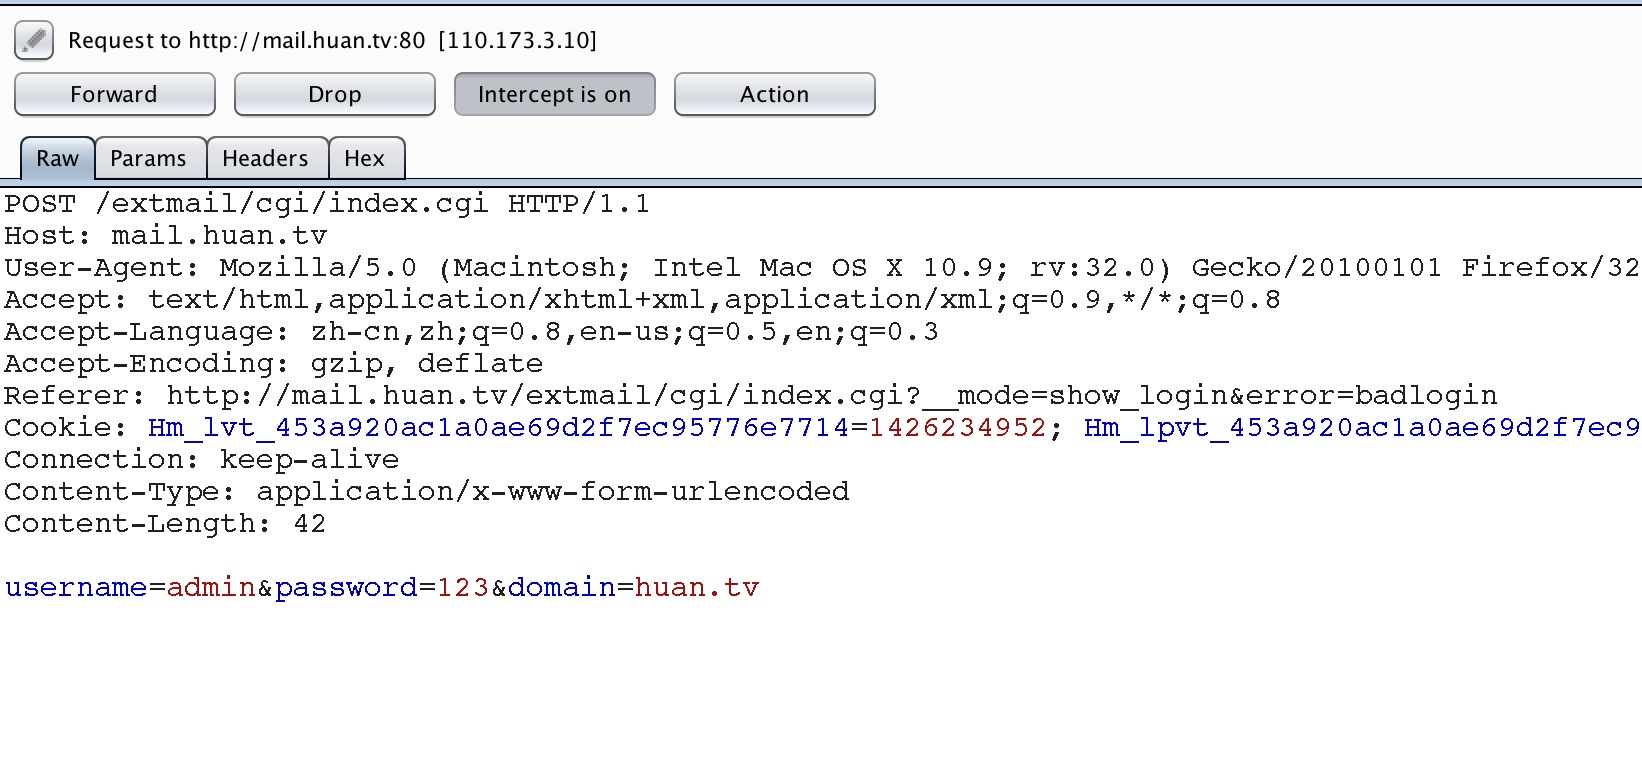 Request to http://mail.huan.tv:80 [110.173.3.10]
Forward Drop Intercept is on Action
Raw Params Headers Hex
POST /extmail/cgi/index.cgi HTTP/1.1
Host: mail.huan.tv
User-Agent: Mozilla/5.0 (Macintosh; Intel Mac OS X 10.9; rv:32.0) Gecko/20100101 Firefox/32
Accept: text/html,application/xhtml+xml,application/xml;q=0.9,*/*;q=0.8
Accept-Language: zh-cn,zh;q=0.8,en-us;q=0.5,en;q=0.3
Accept-Encoding: gzip, deflate
Referer: http://mail.huan.tv/extmail/cgi/index.cgi?__mode=show_login&error=badlogin
Cookie: Hm_lvt_453a920ac1a0ae69d2f7ec95776e7714=1426234952; Hm_lpvt_453a920ac1a0ae69d2f7ec9
Connection: keep-alive
Content-Type: application/x-www-form-urlencoded
Content-Length: 42
username=admin&password=123&domain=huan.tv